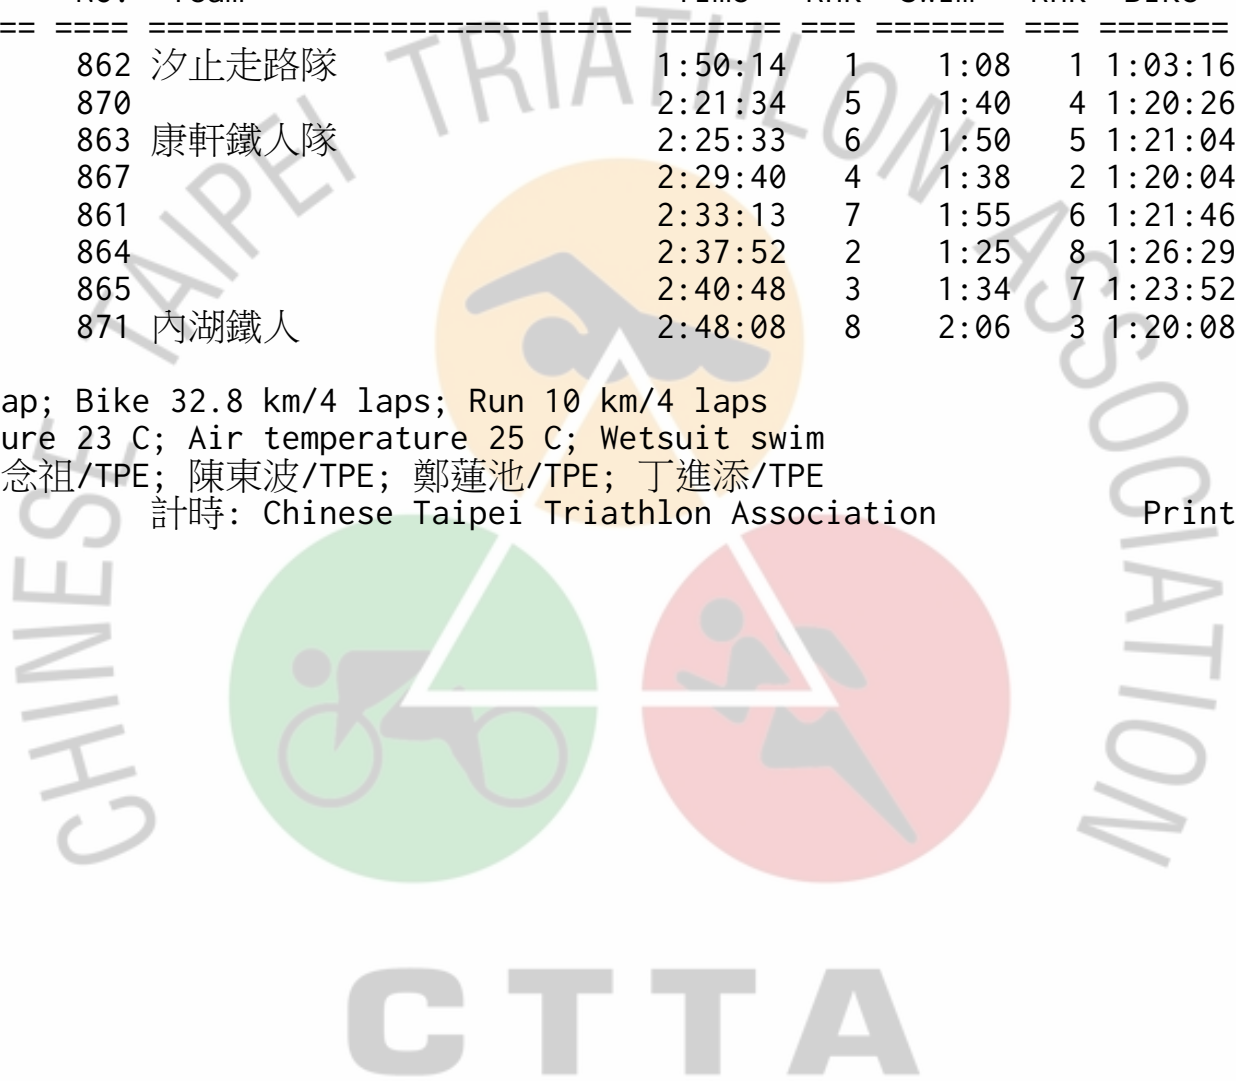 No. Team Time Rnk Swim Rnk Bike
== ==== ========================== ======= === ======= === =======
862 汐止走路隊 1:50:14 1 1:08 1 1:03:16
870 2:21:34 5 1:40 4 1:20:26
863 康軒鐵人隊 2:25:33 6 1:50 5 1:21:04
867 2:29:40 4 1:38 2 1:20:04
861 2:33:13 7 1:55 6 1:21:46
864 2:37:52 2 1:25 8 1:26:29
865 2:40:48 3 1:34 7 1:23:52
871 內湖鐵人 2:48:08 8 2:06 3 1:20:08
ap; Bike 32.8 km/4 laps; Run 10 km/4 laps
ure 23 C; Air temperature 25 C; Wetsuit swim
念祖/TPE; 陳東波/TPE; 鄭蓮池/TPE; 丁進添/TPE
計時: Chinese Taipei Triathlon Association Print
CHINESE TAIPEI TRIATHLON ASSOCIATION
CTTA